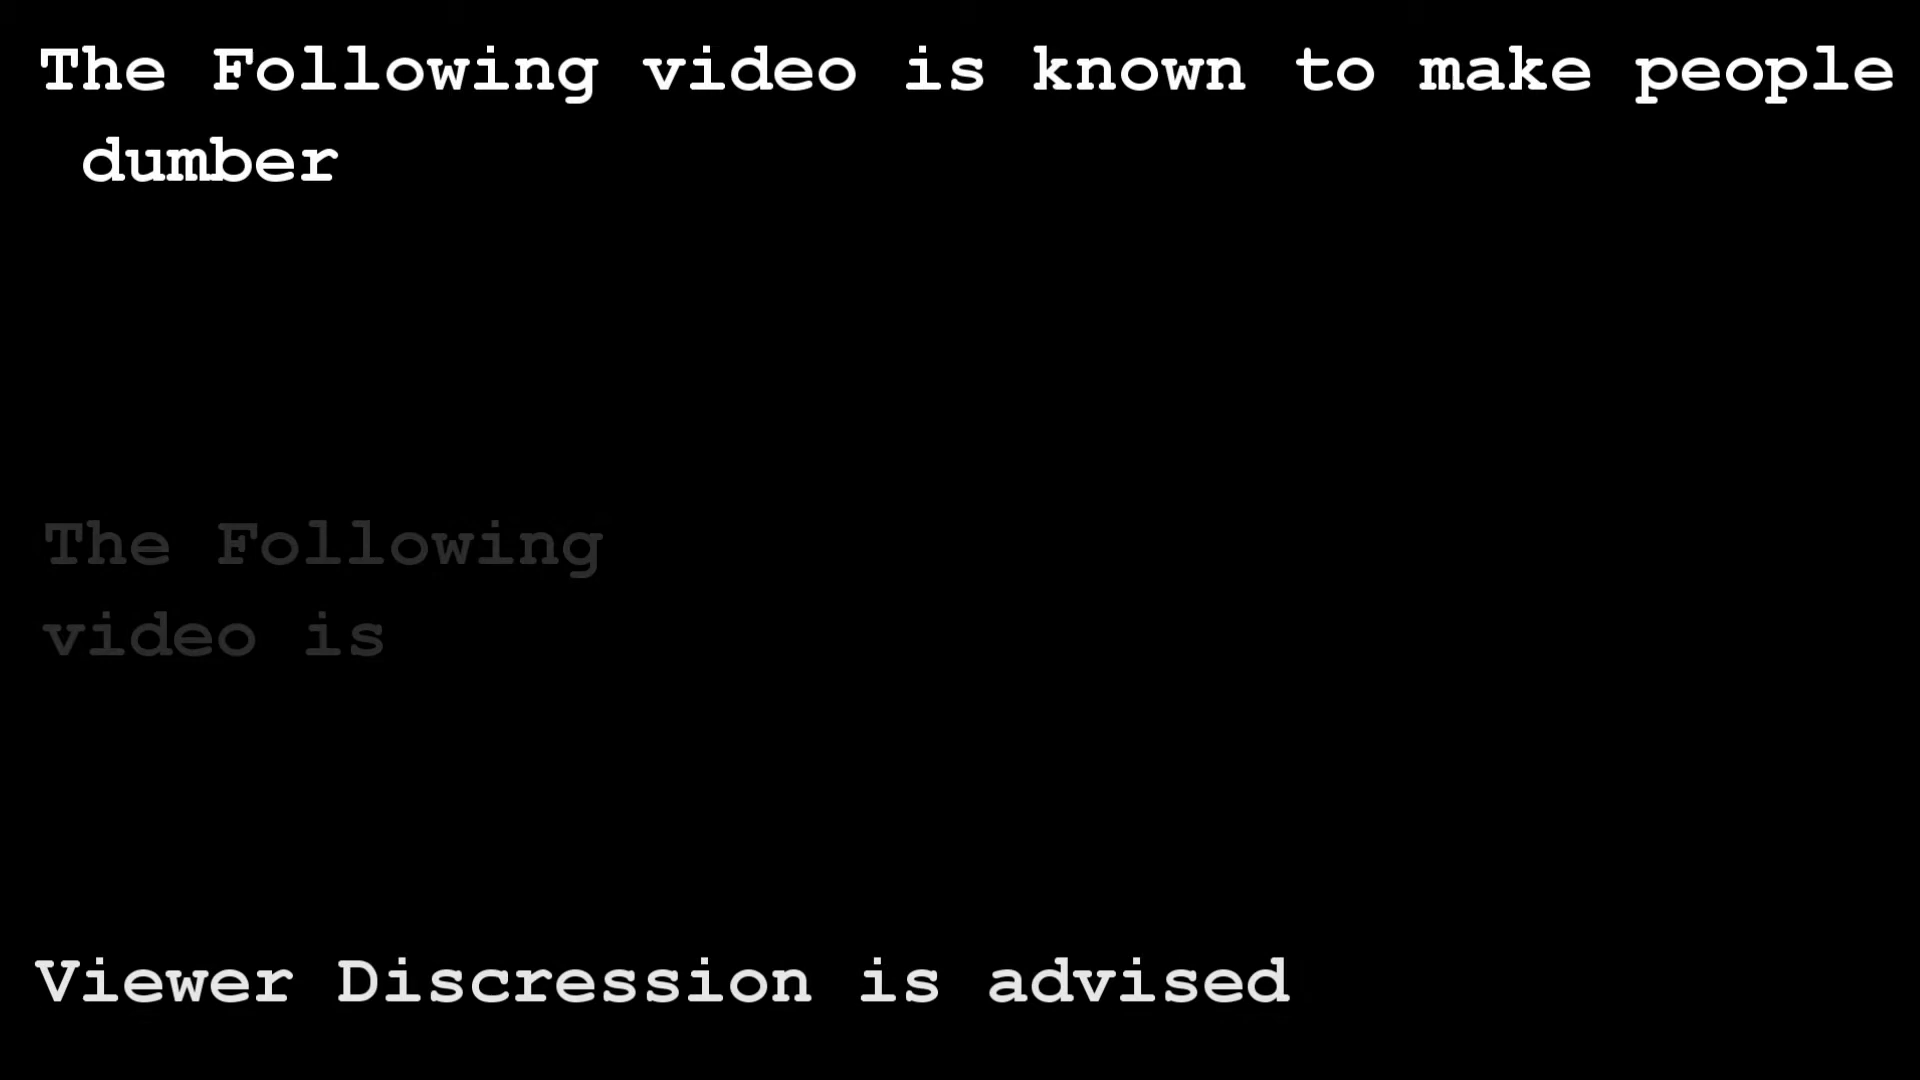 The Following video is known to make people
dumber
The Following
video is
Viewer Discression is advised